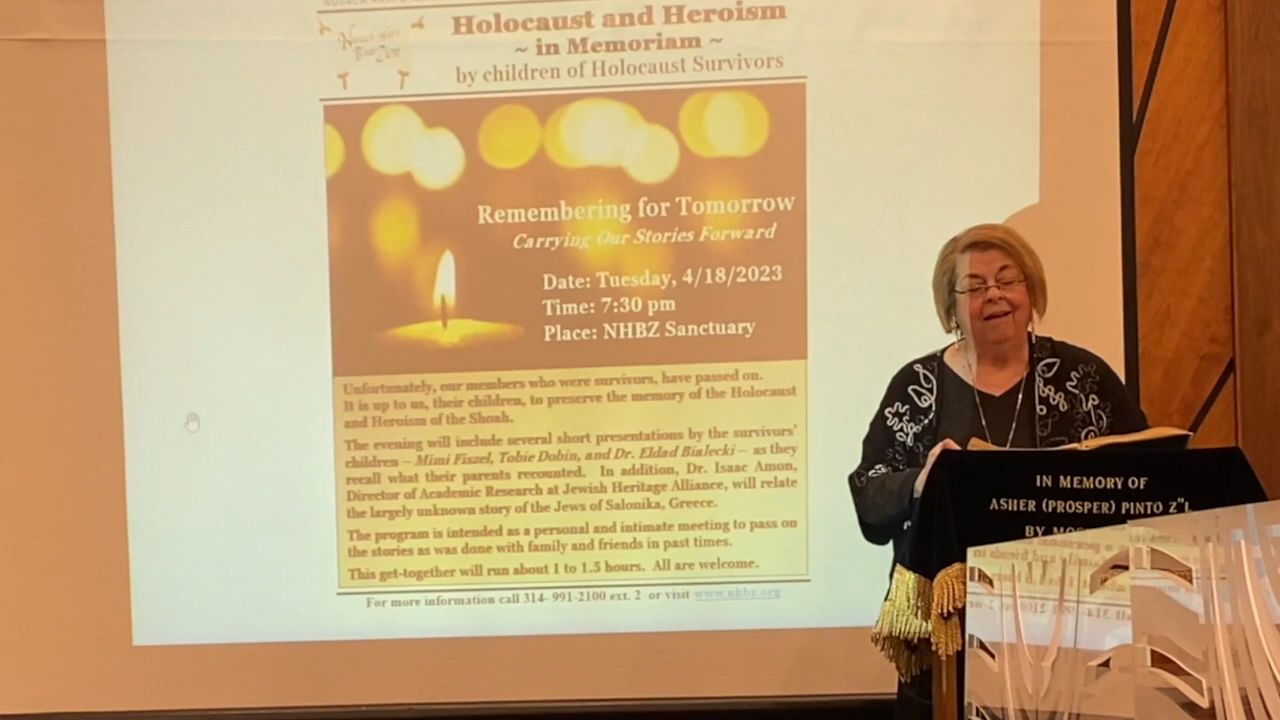 Holocaust and Heroism
~ in Memoriam ~
by children of Holocaust Survivors
Remembering for Tomorrow
Carrying Our Stories Forward
Date: Tuesday, 4/18/2023
Time: 7:30 pm
Place: NHBZ Sanctuary
Unfortunately, our members who were survivors, have passed on.
It is up to us, their children, to preserve the memory of the Holocaust
and Heroism of the Shoah.
The evening will include several short presentations by the survivors'
children – Mimi Fiszel, Tobie Dobin, and Dr. Eldad Bialecki – as they
recall what their parents recounted. In addition, Dr. Isaac Amon,
Director of Academic Research at Jewish Heritage Alliance, will relate
the largely unknown story of the Jews of Salonika, Greece.
The program is intended as a personal and intimate meeting to pass on
the stories as was done with family and friends in past times.
This get-together will run about 1 to 1.5 hours. All are welcome.
For more information call 314- 991-2100 ext. 2 or visit www.nhbz.org
IN MEMORY OF
ASHER (PROSPER) PINTO Z"L
BY